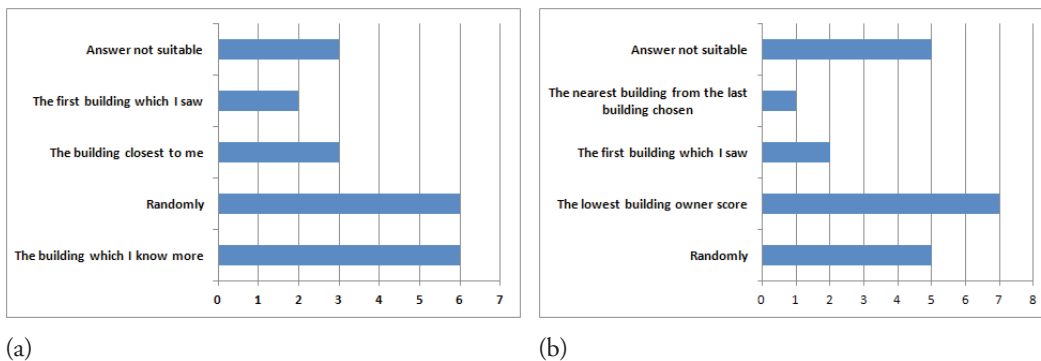 Answer not suitable
The first building which I saw
The building closest to me
Randomly
The building which I know more
0 1 2 3 4 5 6 7
(a)
Answer not suitable
The nearest building from the last
building chosen
The first building which I saw
The lowest building owner score
Randomly
0 1 2 3 4 5 6 7 8
(b)